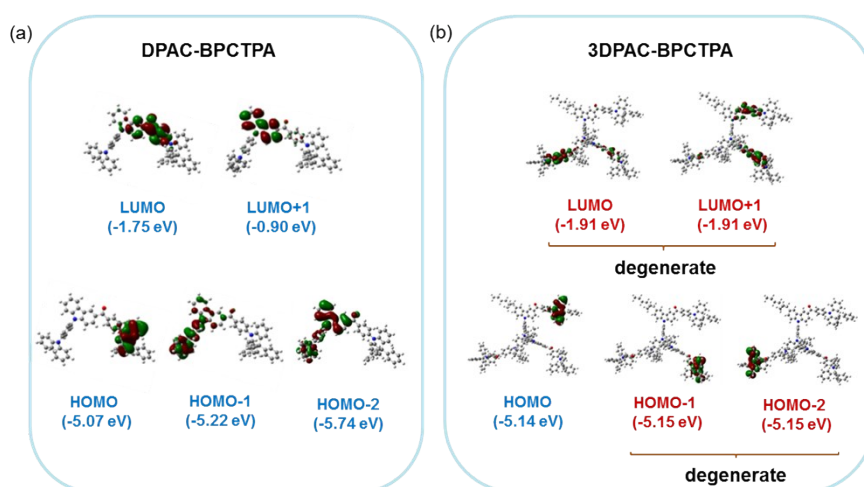 (a)
DPAC-BPCTPA
LUMO
(-1.75 eV)
LUMO+1
(-0.90 eV)
HOMO
(-5.07 eV)
HOMO-1
(-5.22 eV)
HOMO-2
(-5.74 eV)
(b)
3DPAC-BPCTPA
LUMO
(-1.91 eV)
LUMO+1
(-1.91 eV)
degenerate
HOMO
(-5.14 eV)
HOMO-1
(-5.15 eV)
HOMO-2
(-5.15 eV)
degenerate